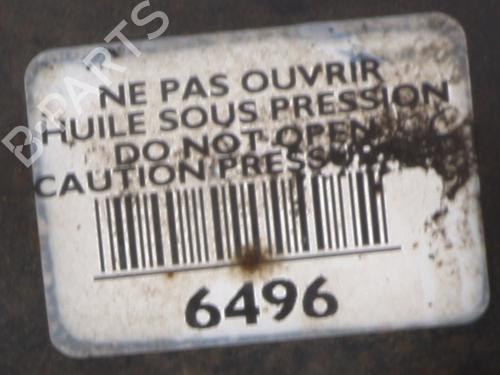 B-PARTS
NE PAS OUVRIR
HUILE SOUS PRESSION
DO NOT OPEN
CAUTION
6496